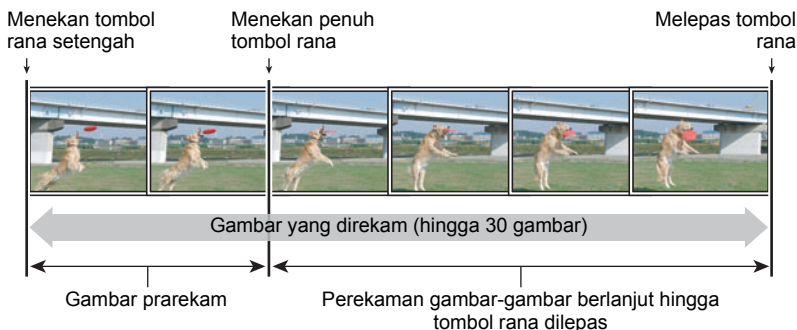 Menekan tombol
rana setengah
Menekan penuh
tombol rana
Melepas tombol
rana
Gambar yang direkam (hingga 30 gambar)
Gambar prarekam
Perekaman gambar-gambar berlanjut hingga
tombol rana dilepas